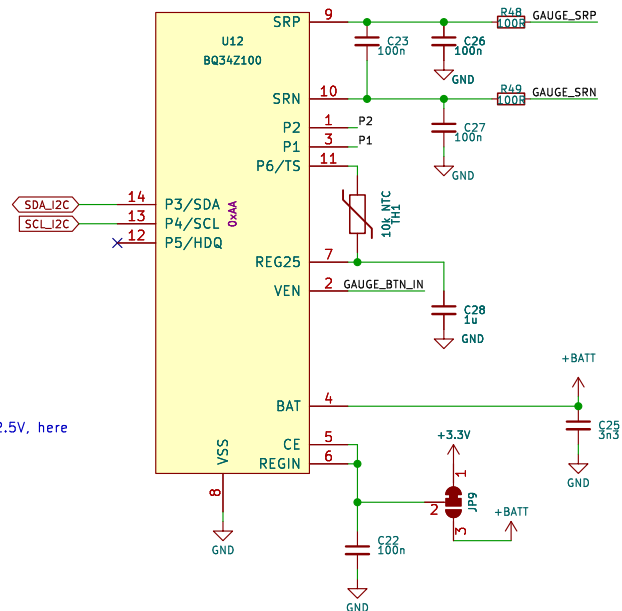 SRP
9
R48
100R
GAUGE_SRP
U12
BQ34Z100
C23
100n
C26
100n
GND
SRN
10
R49
100R
GAUGE_SRN
P2
1
P2
P1
3
P1
C27
100n
GND
P6/TS
11
SDA_I2C
14
P3/SDA
SCL_I2C
13
P4/SCL
12
P5/HDQ
0xAA
10k NTC
TH1
REG25
7
VEN
2
GAUGE_BTN_IN
C28
1u
GND
+BATT
BAT
4
2.5V, here
C25
3n3
GND
CE
5
REGIN
6
+3.3V
1
2
JP9
3
+BATT
VSS
8
GND
C22
100n
GND